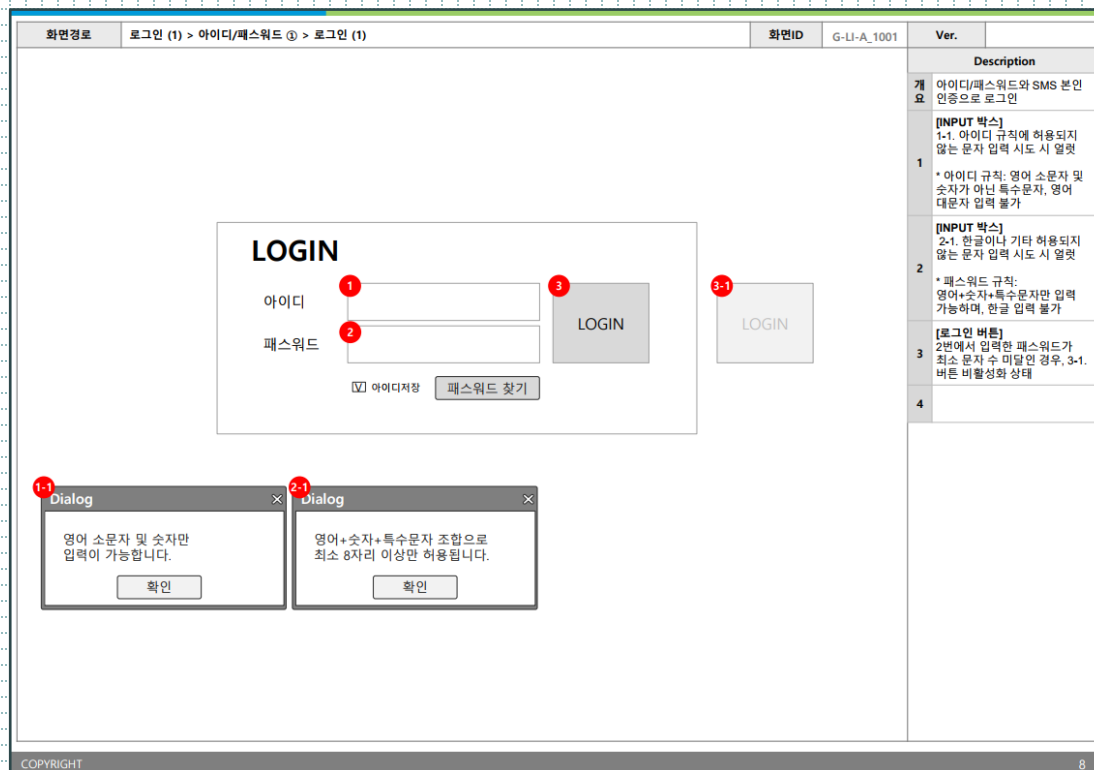 화면경로 로그인 (1) > 아이디/패스워드 ① > 로그인 (1) 화면ID G-LI-A_1001 Ver.
Description
개요
아이디/패스워드와 SMS 본인
인증으로 로그인
1
[INPUT 박스]
1-1. 아이디 규칙에 허용되지
않는 문자 입력 시도 시 얼럿
* 아이디 규칙: 영어 소문자 및
숫자가 아닌 특수문자, 영어
대문자 입력 불가
2
[INPUT 박스]
2-1. 한글이나 기타 허용되지
않는 문자 입력 시도 시 얼럿
* 패스워드 규칙:
영어+숫자+특수문자만 입력
가능하며, 한글 입력 불가
3
[로그인 버튼]
2번에서 입력한 패스워드가
최소 문자 수 미달인 경우, 3-1.
버튼 비활성화 상태
4
LOGIN
1
아이디
2
패스워드
3
LOGIN
3-1
LOGIN
V 아이디저장
패스워드 찾기
1-1
Dialog
영어 소문자 및 숫자만
입력이 가능합니다.
확인
2-1
Dialog
영어+숫자+특수문자 조합으로
최소 8자리 이상만 허용됩니다.
확인
COPYRIGHT 8